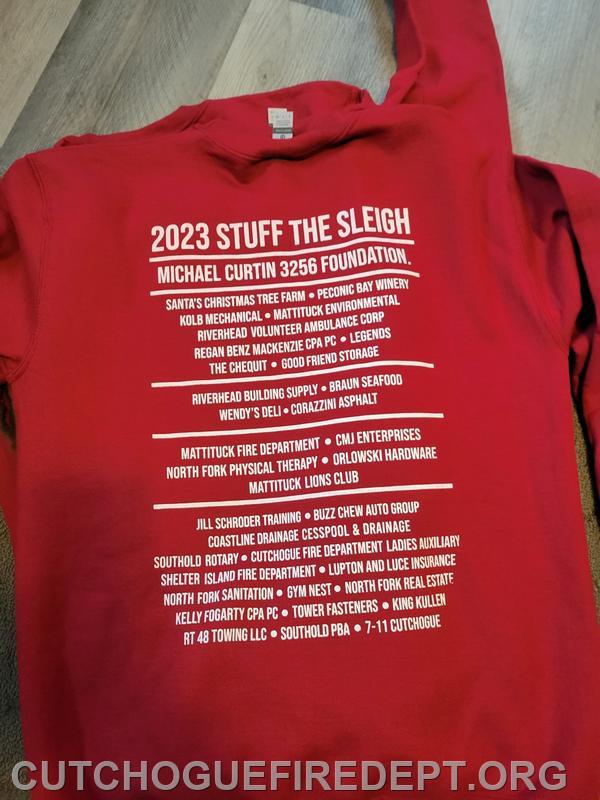 2023 STUFF THE SLEIGH
MICHAEL CURTIN 3256 FOUNDATION.
SANTA'S CHRISTMAS TREE FARM • PECONIC BAY WINERY
KOLB MECHANICAL • MATTITUCK ENVIRONMENTAL
RIVERHEAD VOLUNTEER AMBULANCE CORP
REGAN BENZ MACKENZIE CPA PC • LEGENDS
THE CHEQUIT • GOOD FRIEND STORAGE
RIVERHEAD BUILDING SUPPLY • BRAUN SEAFOOD
WENDY'S DELI • CORAZZINI ASPHALT
MATTITUCK FIRE DEPARTMENT • CMJ ENTERPRISES
NORTH FORK PHYSICAL THERAPY • ORLOWSKI HARDWARE
MATTITUCK LIONS CLUB
JILL SCHRODER TRAINING • BUZZ CHEW AUTO GROUP
COASTLINE DRAINAGE CESSPOOL & DRAINAGE
SOUTHOLD ROTARY • CUTCHOGUE FIRE DEPARTMENT LADIES AUXILIARY
SHELTER ISLAND FIRE DEPARTMENT • LUPTON AND LUCE INSURANCE
NORTH FORK SANITATION • GYM NEST • NORTH FORK REAL ESTATE
KELLY FOGARTY CPA PC • TOWER FASTENERS • KING KULLEN
RT 48 TOWING LLC • SOUTHOLD PBA • 7-11 CUTCHOGUE
CUTCHOGUEFIREDEPT.ORG